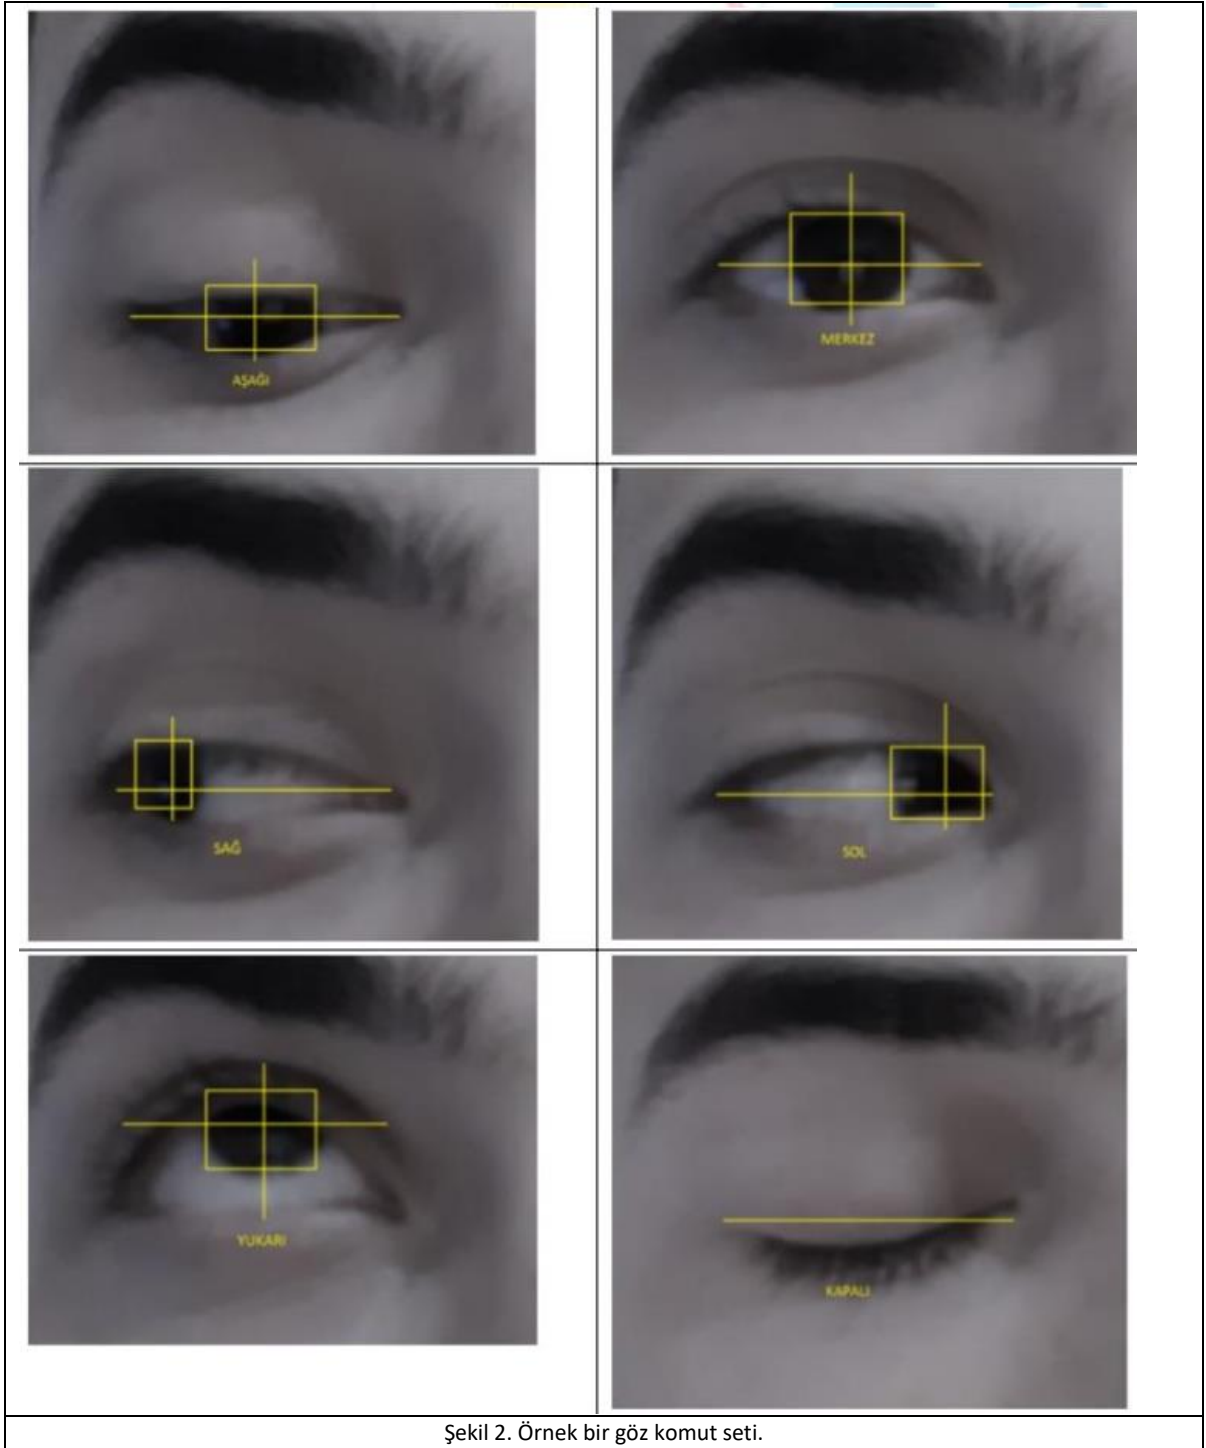 AŞAĞI
MERKEZ
SAĞ
SOL
YUKARI
KAPALI
Şekil 2. Örnek bir göz komut seti.